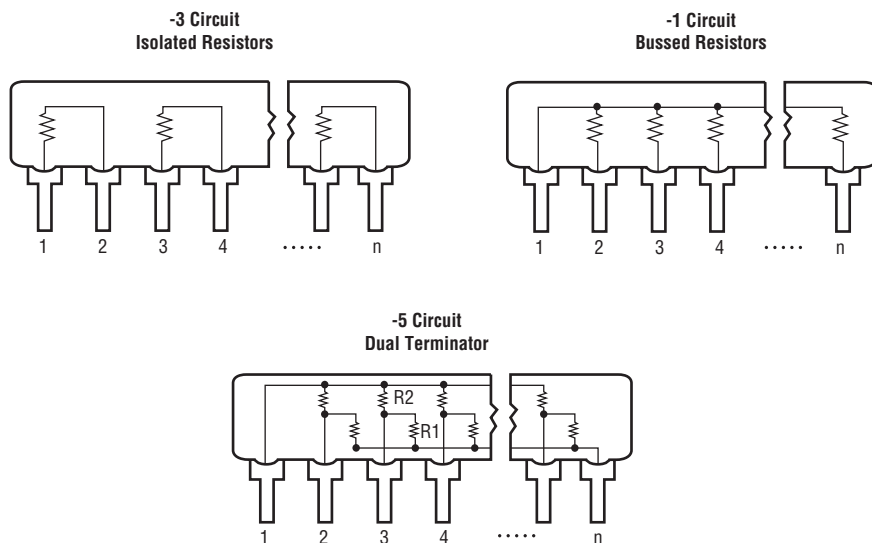 -3 Circuit
Isolated Resistors
1 2 3 4 ..... n
-1 Circuit
Bussed Resistors
1 2 3 4 ..... n
-5 Circuit
Dual Terminator
R2
R1
1 2 3 4 ..... n